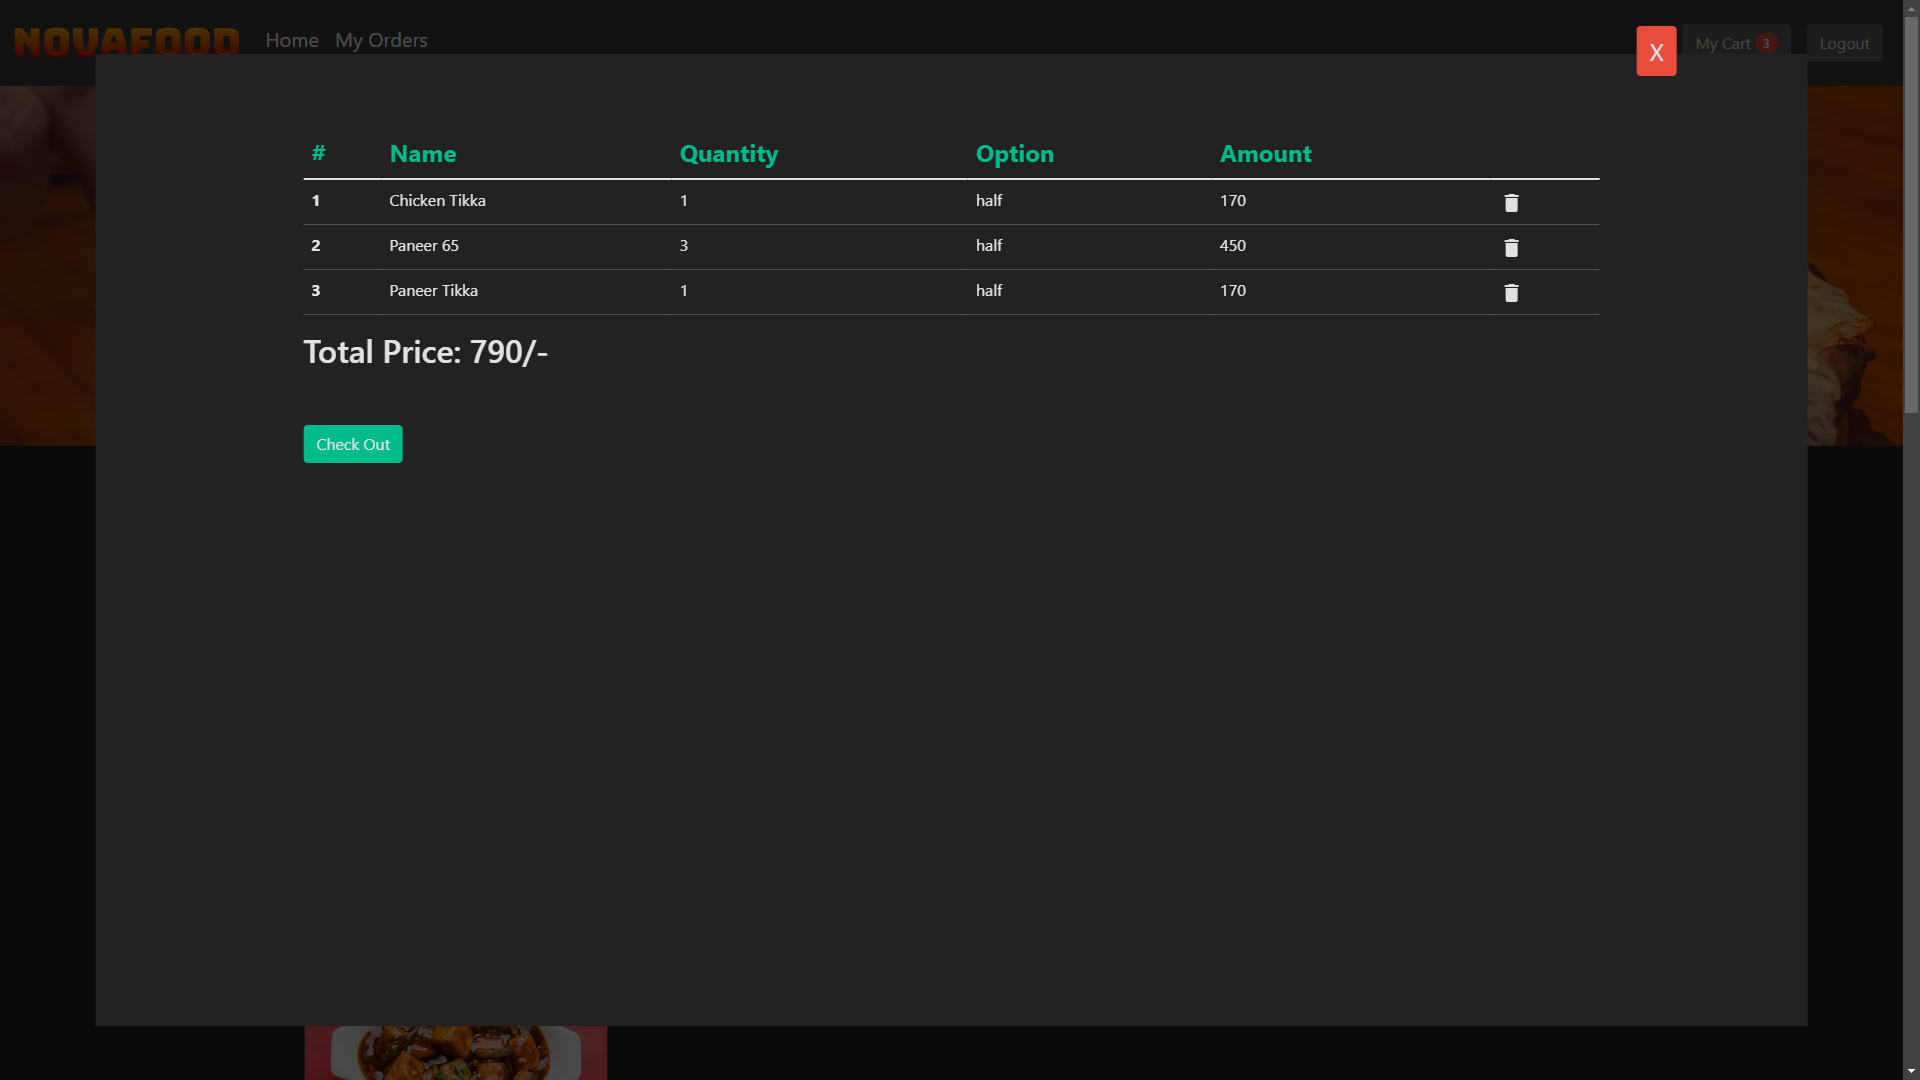 NOVAFOOD Home My Orders X My Cart 3 Logout
# Name Quantity Option Amount
1 Chicken Tikka 1 half 170
2 Paneer 65 3 half 450
3 Paneer Tikka 1 half 170
Total Price: 790/-
Check Out